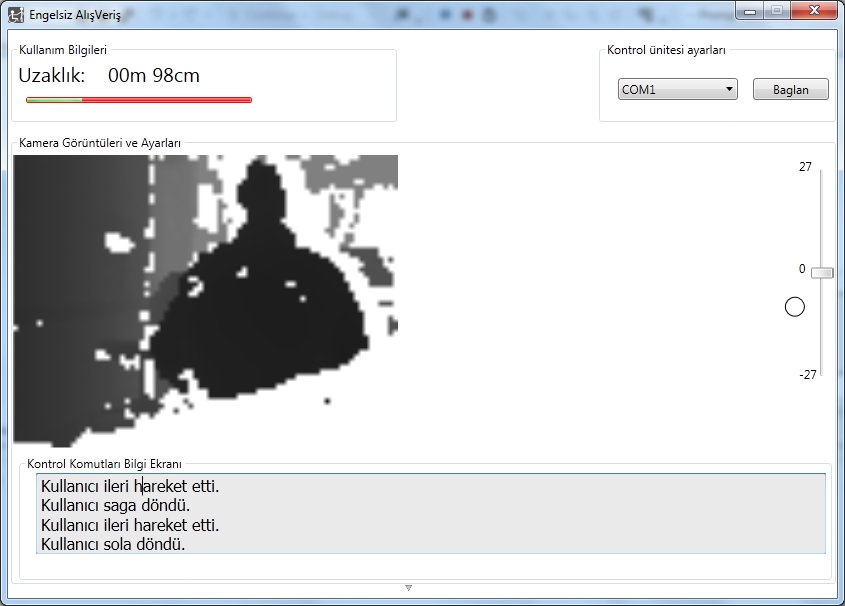 Engelsiz AlışVeriş
Kullanım Bilgileri
Uzaklık: 00m 98cm
Kontrol ünitesi ayarları
COM1
Baglan
Kamera Görüntüleri ve Ayarları
27
0
-27
Kontrol Komutları Bilgi Ekranı
Kullanıcı ileri hareket etti.
Kullanıcı saga döndü.
Kullanıcı ileri hareket etti.
Kullanıcı sola döndü.